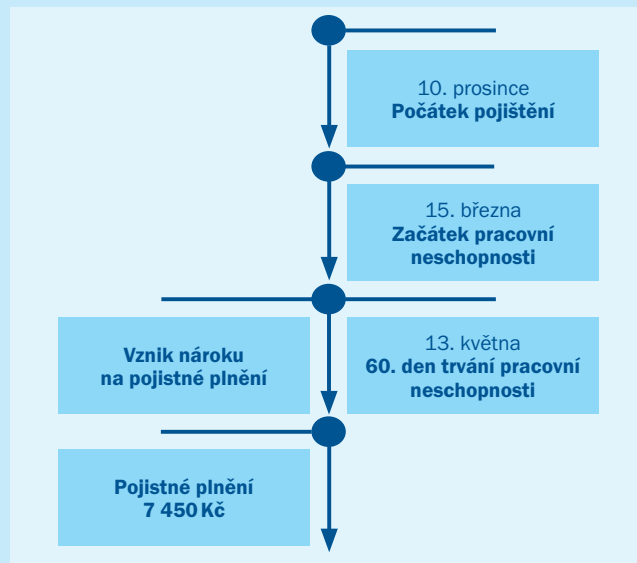 10. prosince
Počátek pojištění
15. března
Začátek pracovní
neschopnosti
Vznik nároku
na pojistné plnění
13. května
60. den trvání pracovní
neschopnosti
Pojistné plnění
7 450 Kč